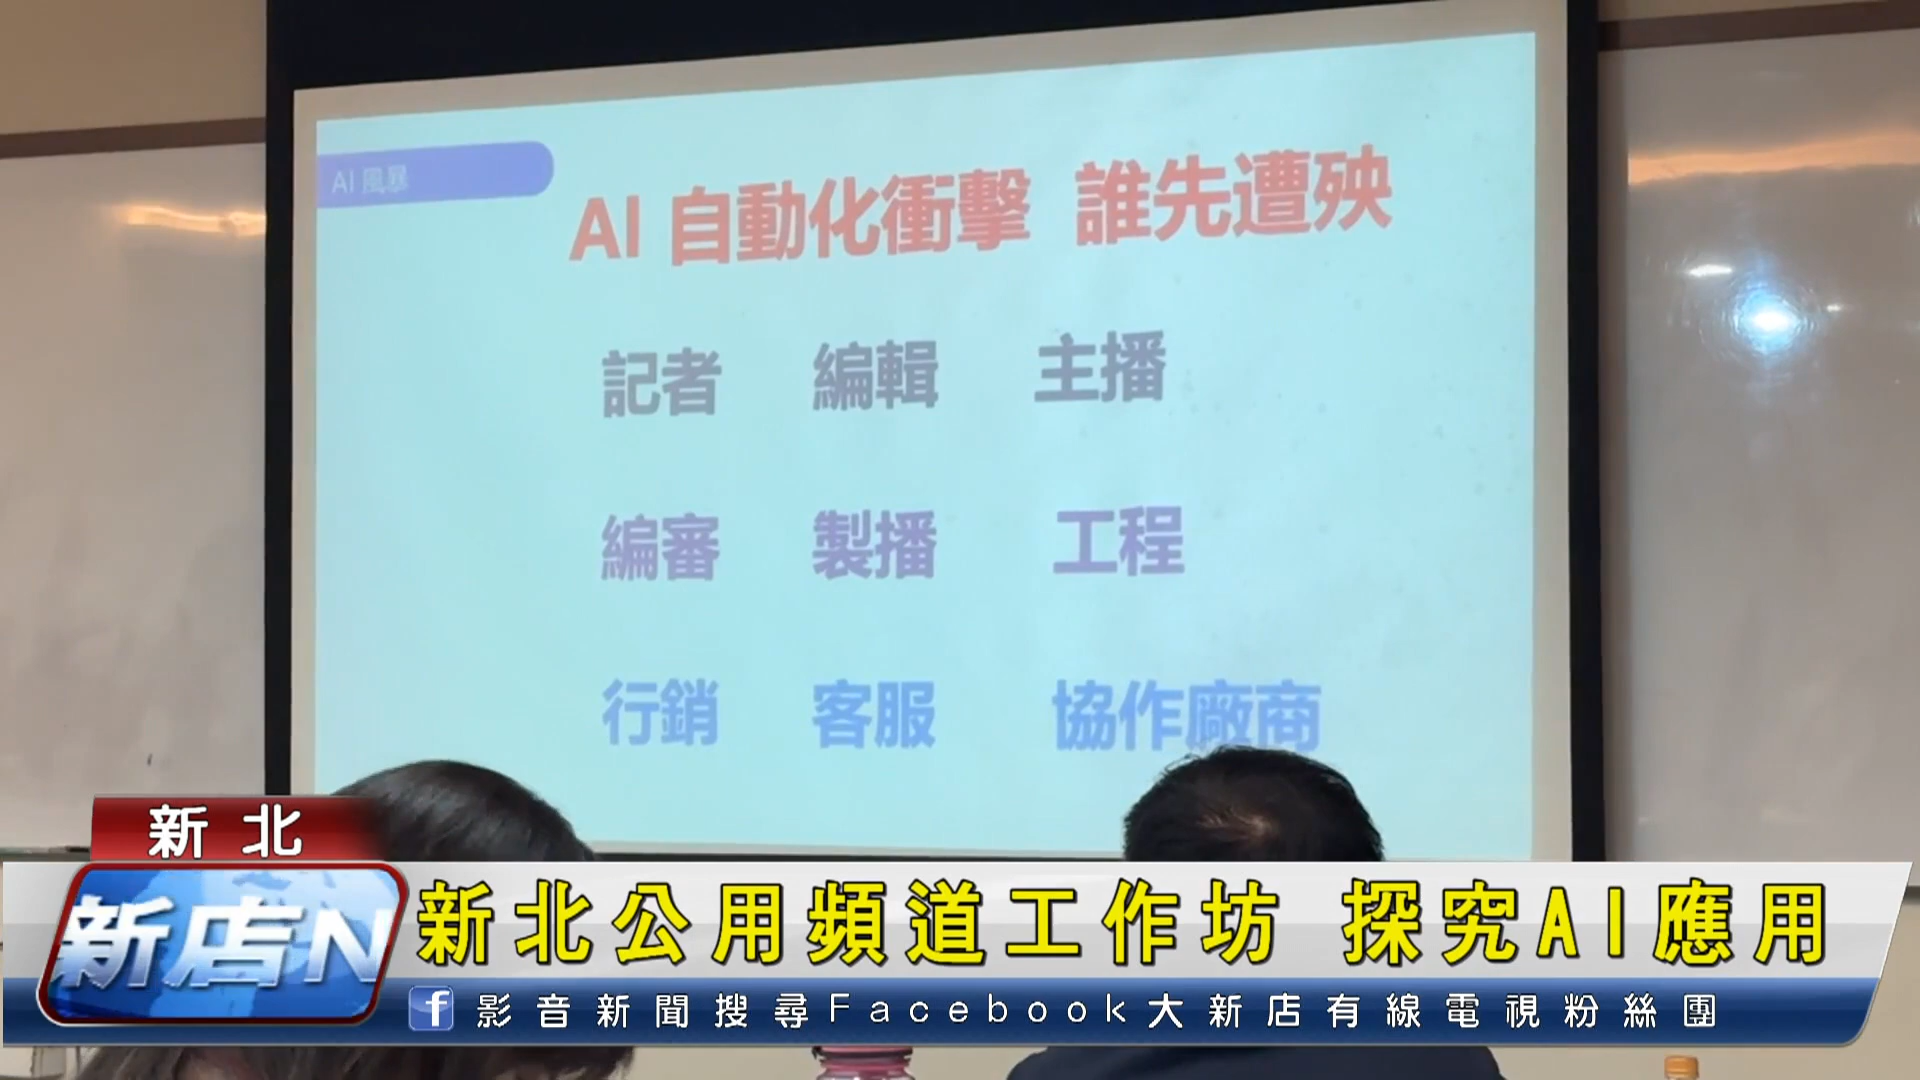 AI 風暴
AI 自動化衝擊 誰先遭殃
記者 編輯 主播
編審 製播 工程
行銷 客服 協作廠商
新北
新店N
新北公用頻道工作坊 探究AI應用
f 影音新聞搜尋Facebook大新店有線電視粉絲團